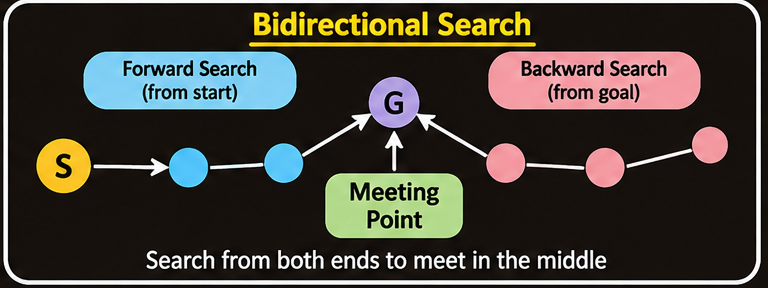 Bidirectional Search
Forward Search
(from start)
Backward Search
(from goal)
G
S
Meeting
Point
Search from both ends to meet in the middle